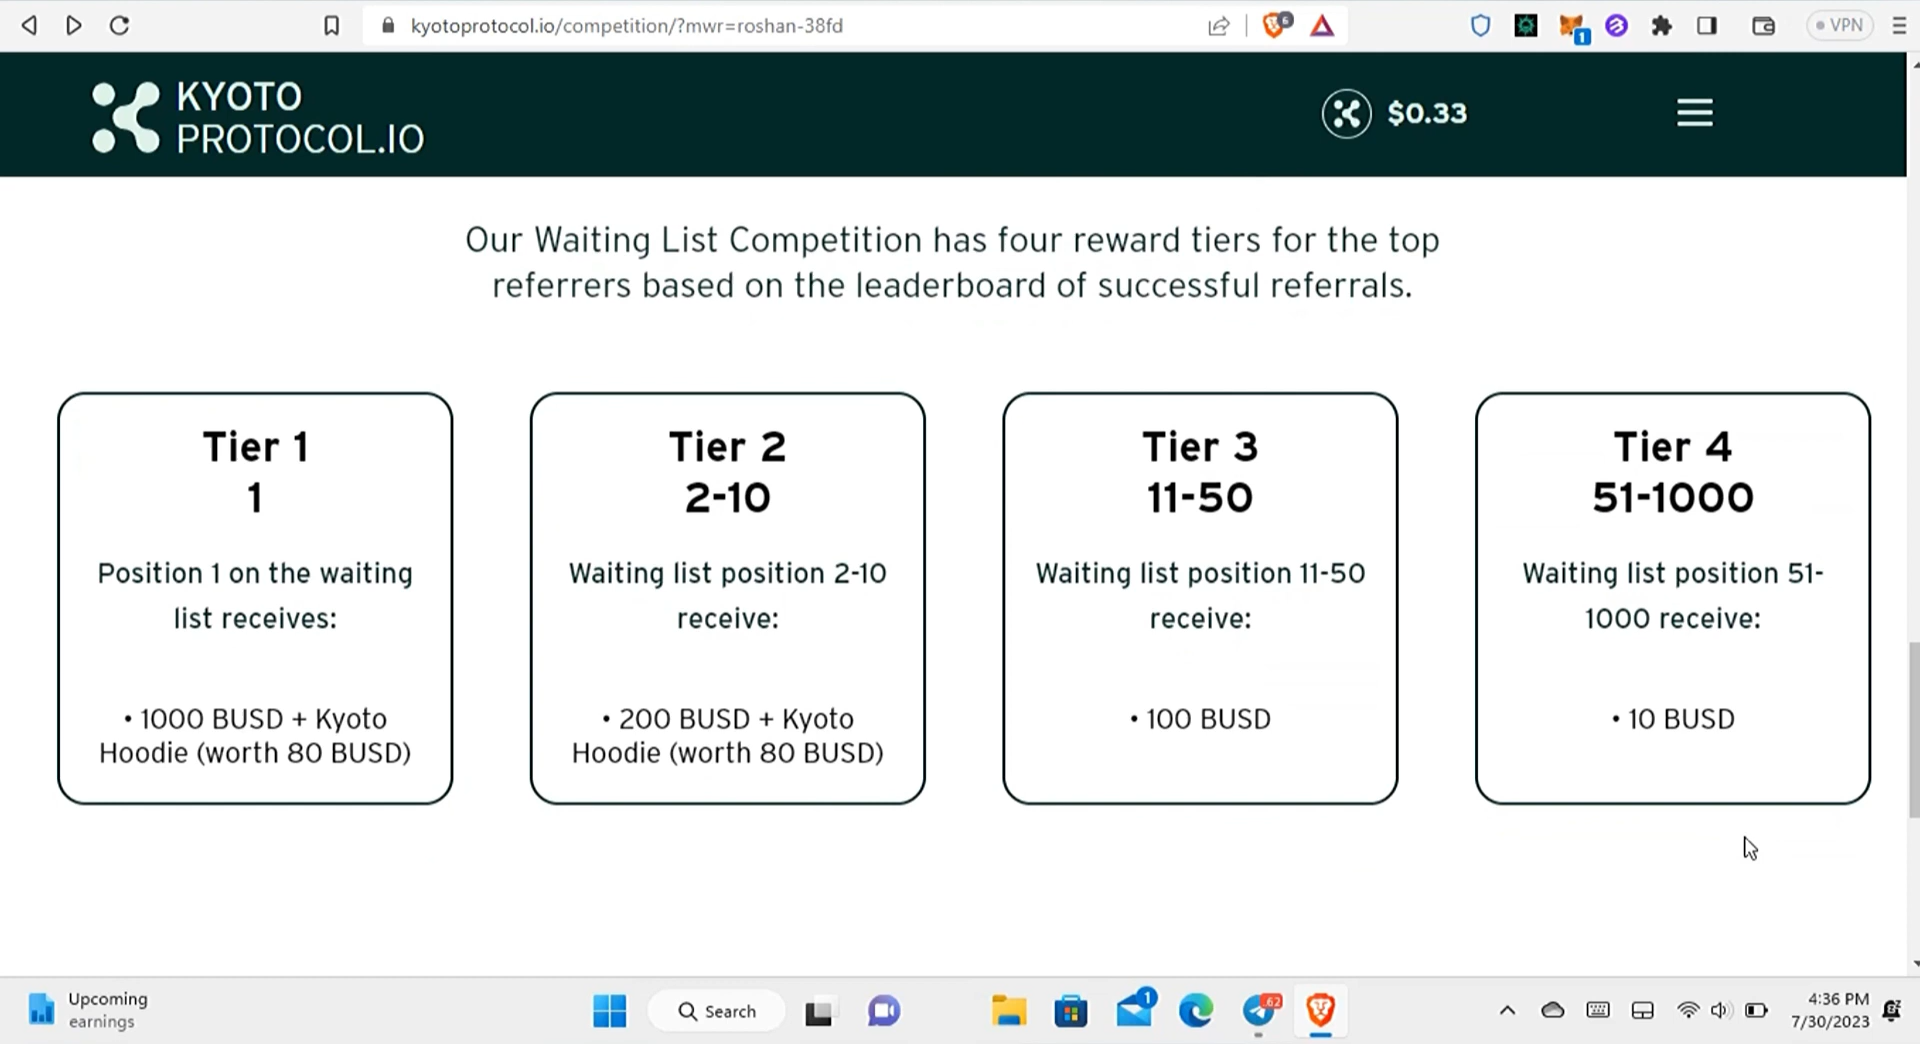 kyotoprotocol.io/competition/?mwr=roshan-38fd
6
1
VPN
KYOTO
PROTOCOL.IO
$0.33
Our Waiting List Competition has four reward tiers for the top
referrers based on the leaderboard of successful referrals.
Tier 1
1
Position 1 on the waiting
list receives:
• 1000 BUSD + Kyoto
Hoodie (worth 80 BUSD)
Tier 2
2-10
Waiting list position 2-10
receive:
• 200 BUSD + Kyoto
Hoodie (worth 80 BUSD)
Tier 3
11-50
Waiting list position 11-50
receive:
• 100 BUSD
Tier 4
51-1000
Waiting list position 51-
1000 receive:
• 10 BUSD
Upcoming
earnings
Search
1
62
4:36 PM
7/30/2023